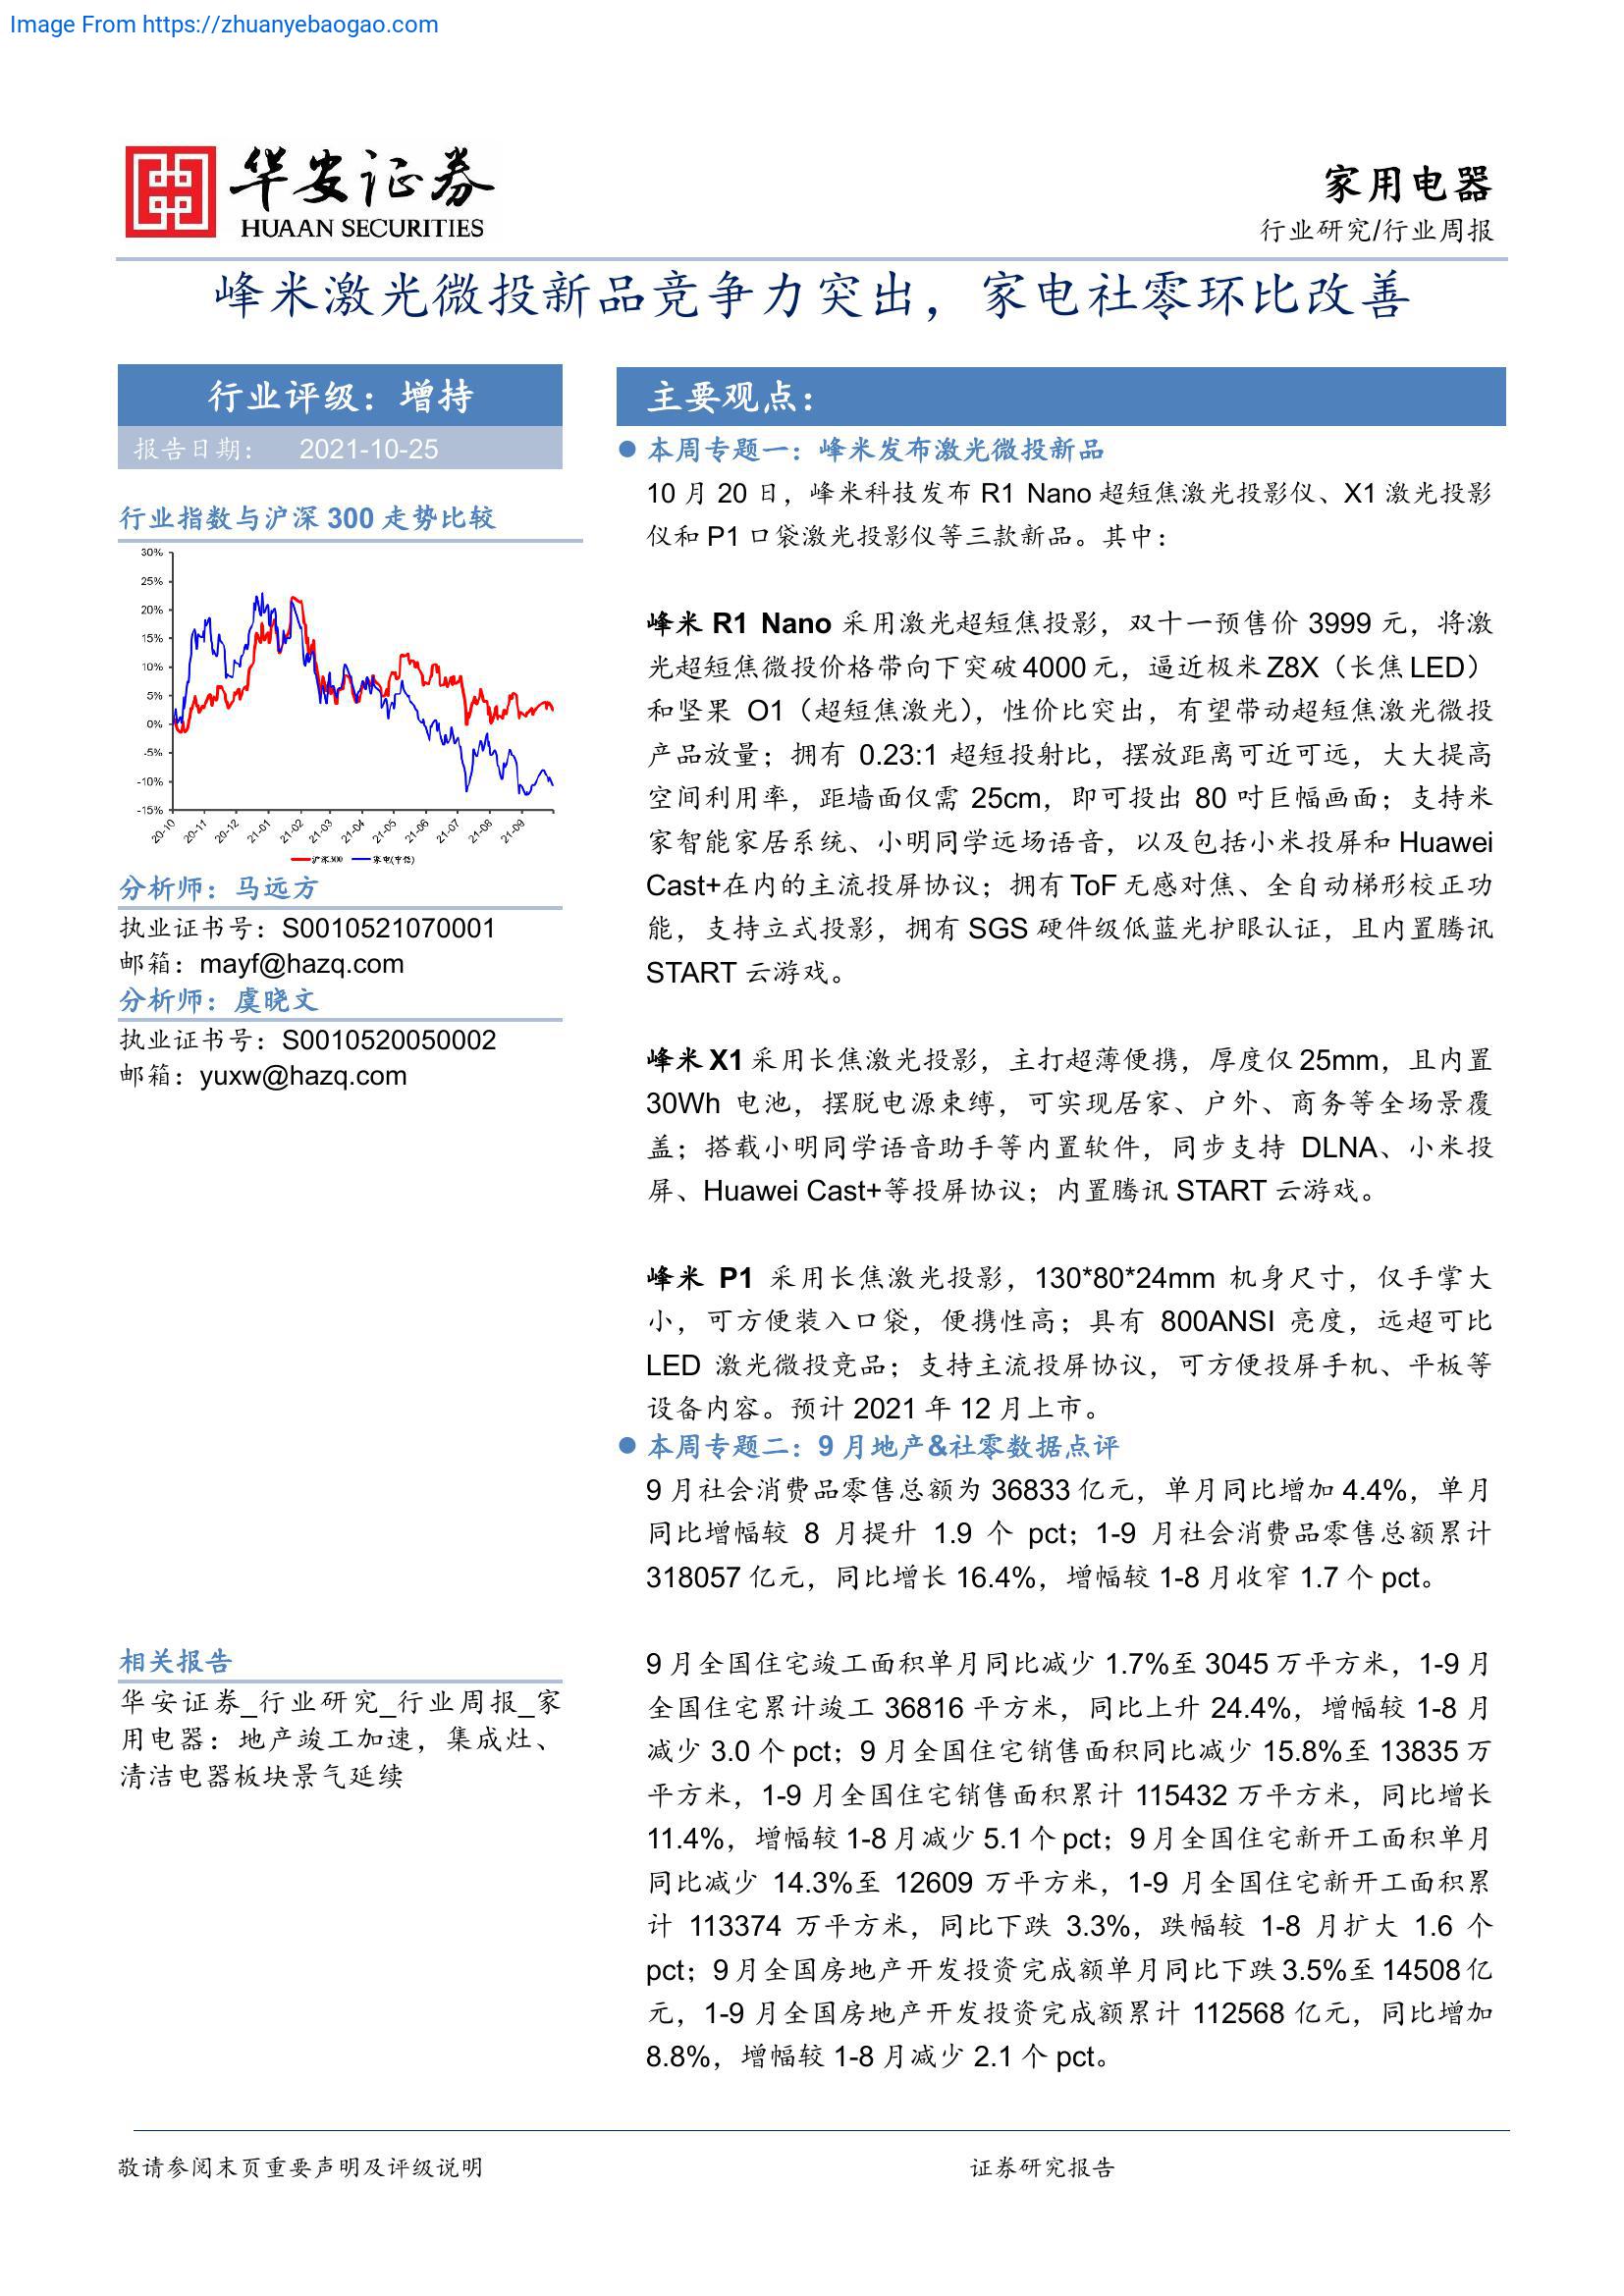 Image From https://zhuanyebaogao.com
华安证券
HUAAN SECURITIES
家用电器
行业研究/行业周报
峰米激光微投新品竞争力突出，家电社零环比改善
行业评级：增持
报告日期： 2021-10-25
行业指数与沪深 300 走势比较
30%
25%
20%
15%
10%
5%
0%
-5%
-10%
-15%
20-10 20-11 20-12 21-01 21-02 21-03 21-04 21-05 21-06 21-07 21-08 21-09
沪深300 家电(申信)
分析师：马远方
执业证书号：S0010521070001
邮箱：mayf@hazq.com
分析师：虞晓文
执业证书号：S0010520050002
邮箱：yuxw@hazq.com
相关报告
华安证券_行业研究_行业周报_家
用电器：地产竣工加速，集成灶、
清洁电器板块景气延续
主要观点：
本周专题一：峰米发布激光微投新品
10 月 20 日，峰米科技发布 R1 Nano 超短焦激光投影仪、X1 激光投影
仪和 P1 口袋激光投影仪等三款新品。其中：
峰米 R1 Nano 采用激光超短焦投影，双十一预售价 3999 元，将激
光超短焦微投价格带向下突破 4000 元，逼近极米 Z8X（长焦 LED）
和坚果 O1（超短焦激光），性价比突出，有望带动超短焦激光微投
产品放量；拥有 0.23:1 超短投射比，摆放距离可近可远，大大提高
空间利用率，距墙面仅需 25cm，即可投出 80 吋巨幅画面；支持米
家智能家居系统、小明同学远场语音，以及包括小米投屏和 Huawei
Cast+在内的主流投屏协议；拥有 ToF 无感对焦、全自动梯形校正功
能，支持立式投影，拥有 SGS 硬件级低蓝光护眼认证，且内置腾讯
START 云游戏。
峰米 X1 采用长焦激光投影，主打超薄便携，厚度仅 25mm，且内置
30Wh 电池，摆脱电源束缚，可实现居家、户外、商务等全场景覆
盖；搭载小明同学语音助手等内置软件，同步支持 DLNA、小米投
屏、Huawei Cast+等投屏协议；内置腾讯 START 云游戏。
峰米 P1 采用长焦激光投影，130*80*24mm 机身尺寸，仅手掌大
小，可方便装入口袋，便携性高；具有 800ANSI 亮度，远超可比
LED 激光微投竞品；支持主流投屏协议，可方便投屏手机、平板等
设备内容。预计 2021 年 12 月上市。
本周专题二：9 月地产&社零数据点评
9 月社会消费品零售总额为 36833 亿元，单月同比增加 4.4%，单月
同比增幅较 8 月提升 1.9 个 pct；1-9 月社会消费品零售总额累计
318057 亿元，同比增长 16.4%，增幅较 1-8 月收窄 1.7 个 pct。
9 月全国住宅竣工面积单月同比减少 1.7%至 3045 万平方米，1-9 月
全国住宅累计竣工 36816 平方米，同比上升 24.4%，增幅较 1-8 月
减少 3.0 个 pct；9 月全国住宅销售面积同比减少 15.8%至 13835 万
平方米，1-9 月全国住宅销售面积累计 115432 万平方米，同比增长
11.4%，增幅较 1-8 月减少 5.1 个 pct；9 月全国住宅新开工面积单月
同比减少 14.3%至 12609 万平方米，1-9 月全国住宅新开工面积累
计 113374 万平方米，同比下跌 3.3%，跌幅较 1-8 月扩大 1.6 个
pct；9 月全国房地产开发投资完成额单月同比下跌 3.5%至 14508 亿
元，1-9 月全国房地产开发投资完成额累计 112568 亿元，同比增加
8.8%，增幅较 1-8 月减少 2.1 个 pct。
敬请参阅末页重要声明及评级说明
证券研究报告